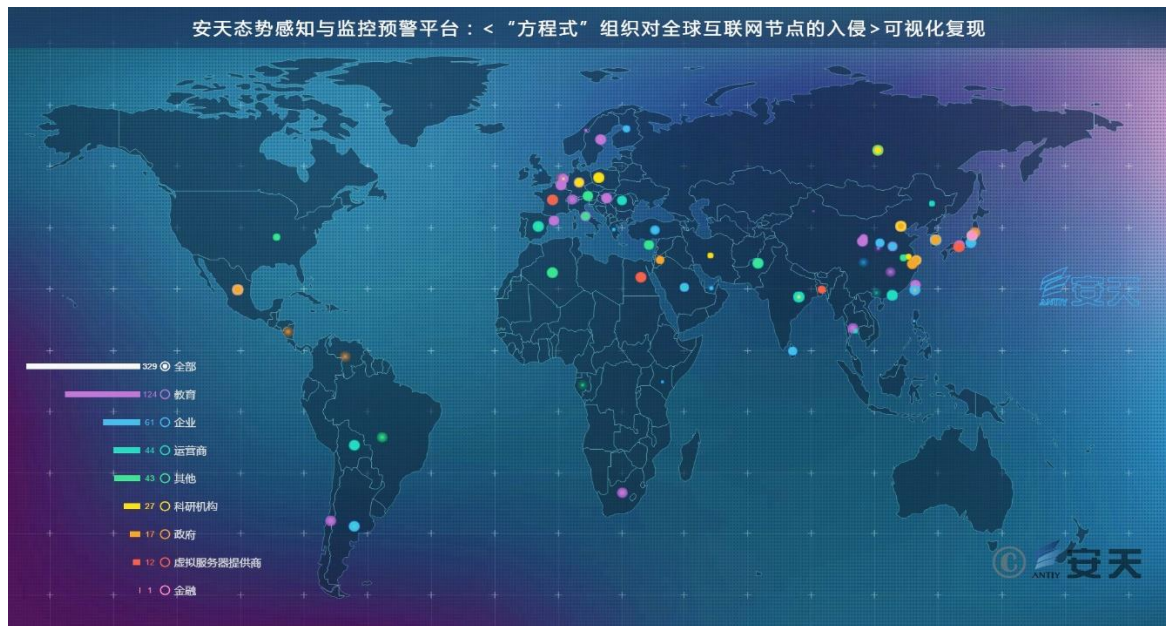 安天态势感知与监控预警平台：<“方程式”组织对全球互联网节点的入侵>可视化复现
ANTIY 安天
329 全部
124 教育
61 企业
44 运营商
43 其他
27 科研机构
17 政府
12 虚拟服务器提供商
1 金融
© ANTIY 安天